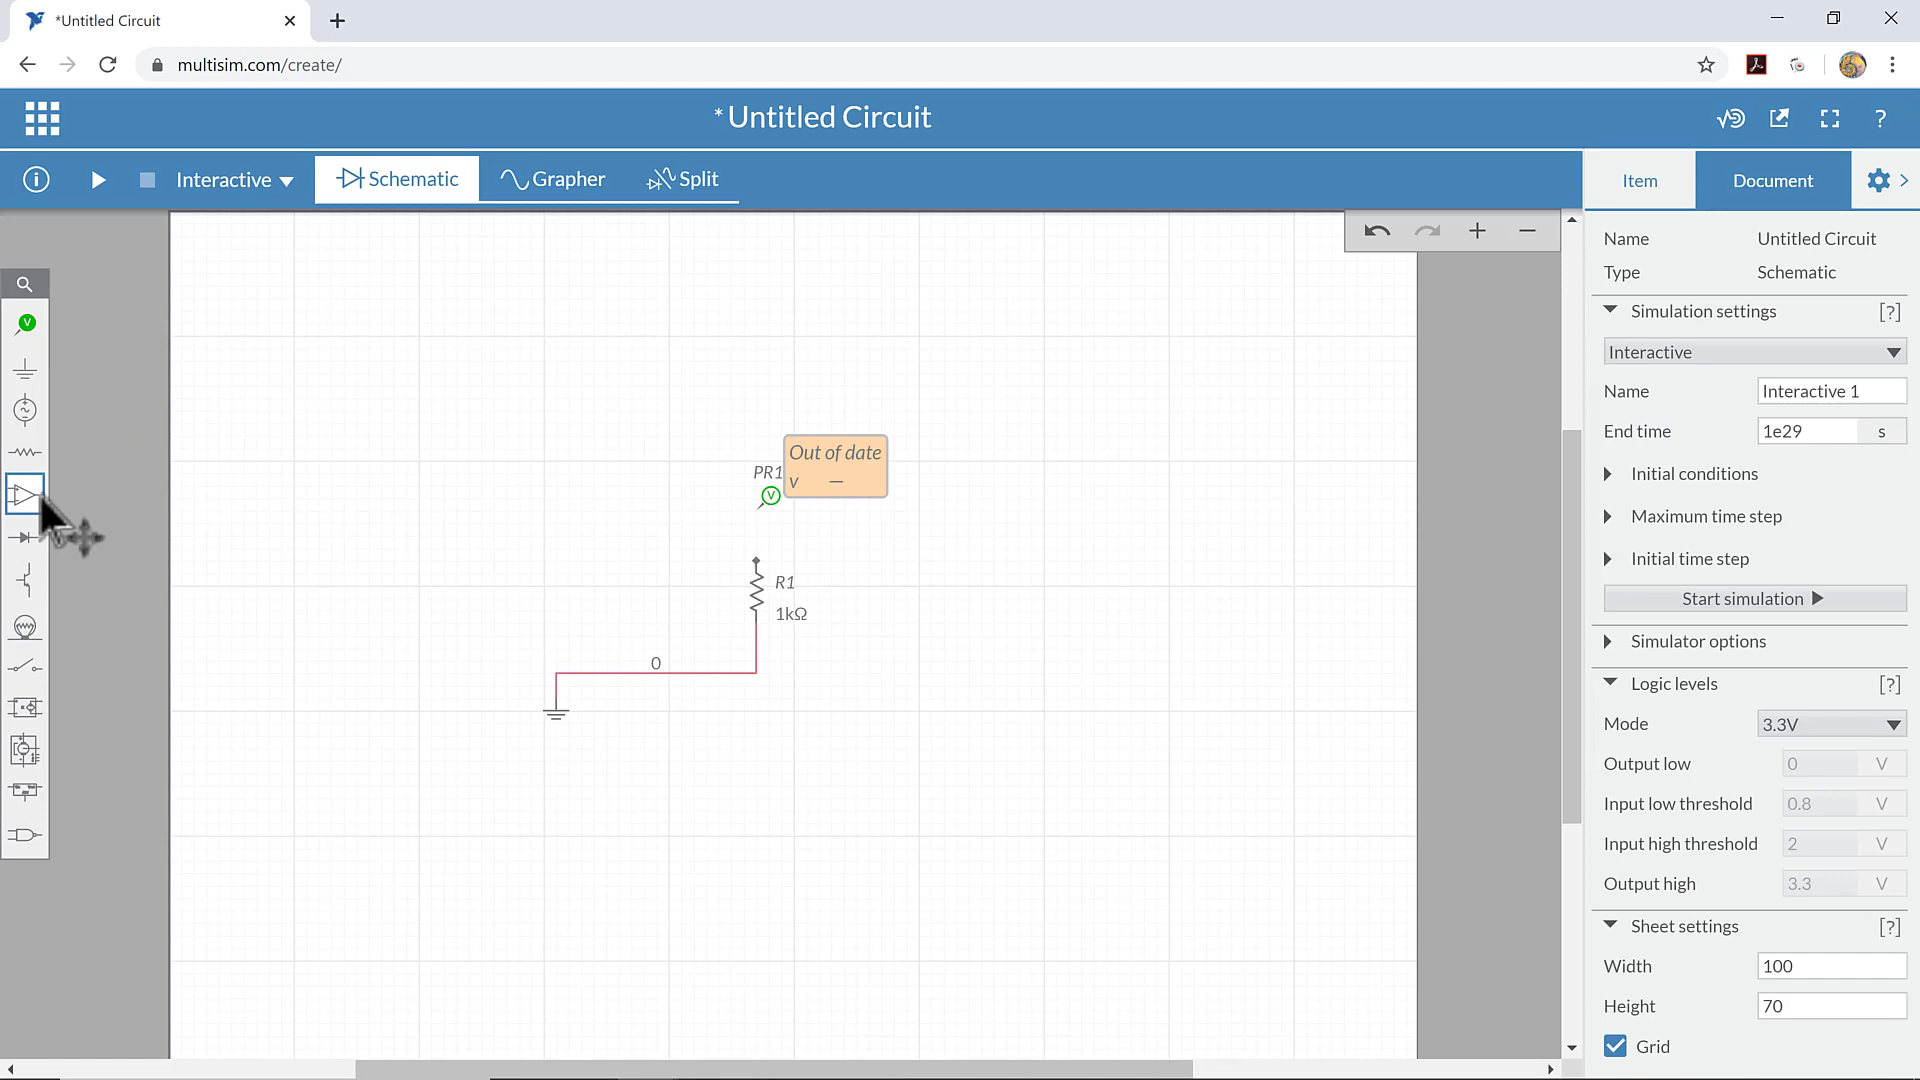 *Untitled Circuit
multisim.com/create/
* Untitled Circuit
?
Interactive
Schematic
Grapher
Split
Item
Document
Name Untitled Circuit
Type Schematic
Simulation settings [?]
Interactive
Name Interactive 1
End time 1e29 s
Initial conditions
Maximum time step
Initial time step
Start simulation
Simulator options
Logic levels [?]
Mode 3.3V
Output low 0 V
Input low threshold 0.8 V
Input high threshold 2 V
Output high 3.3 V
Sheet settings [?]
Width 100
Height 70
Grid
V
Out of date
PR1
V —
V
R1
1kΩ
0